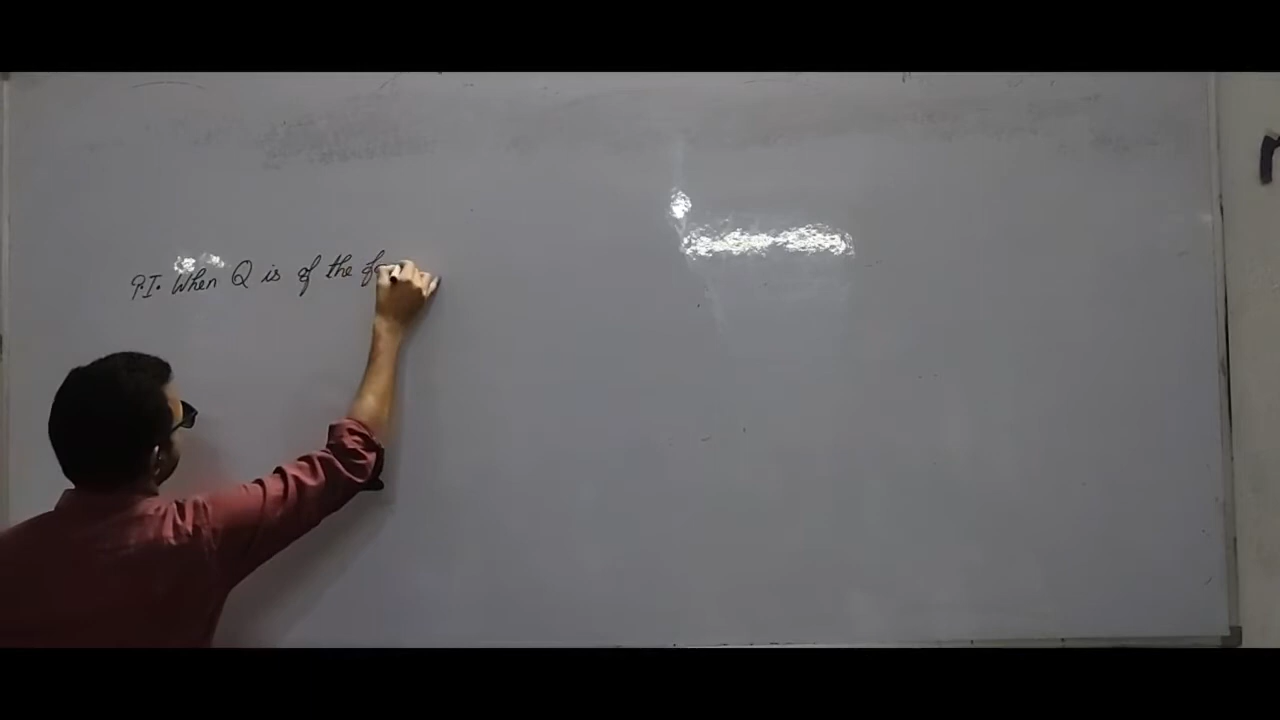 P.I. When Q is of the